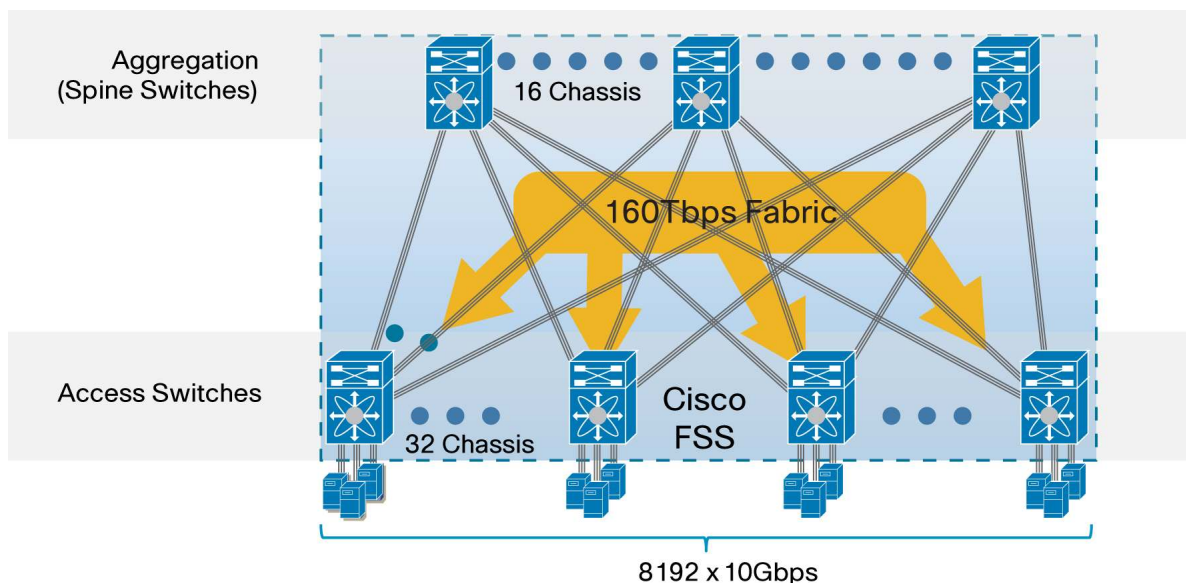 Aggregation
(Spine Switches)
16 Chassis
160Tbps Fabric
Access Switches
32 Chassis
Cisco
FSS
8192 x 10Gbps